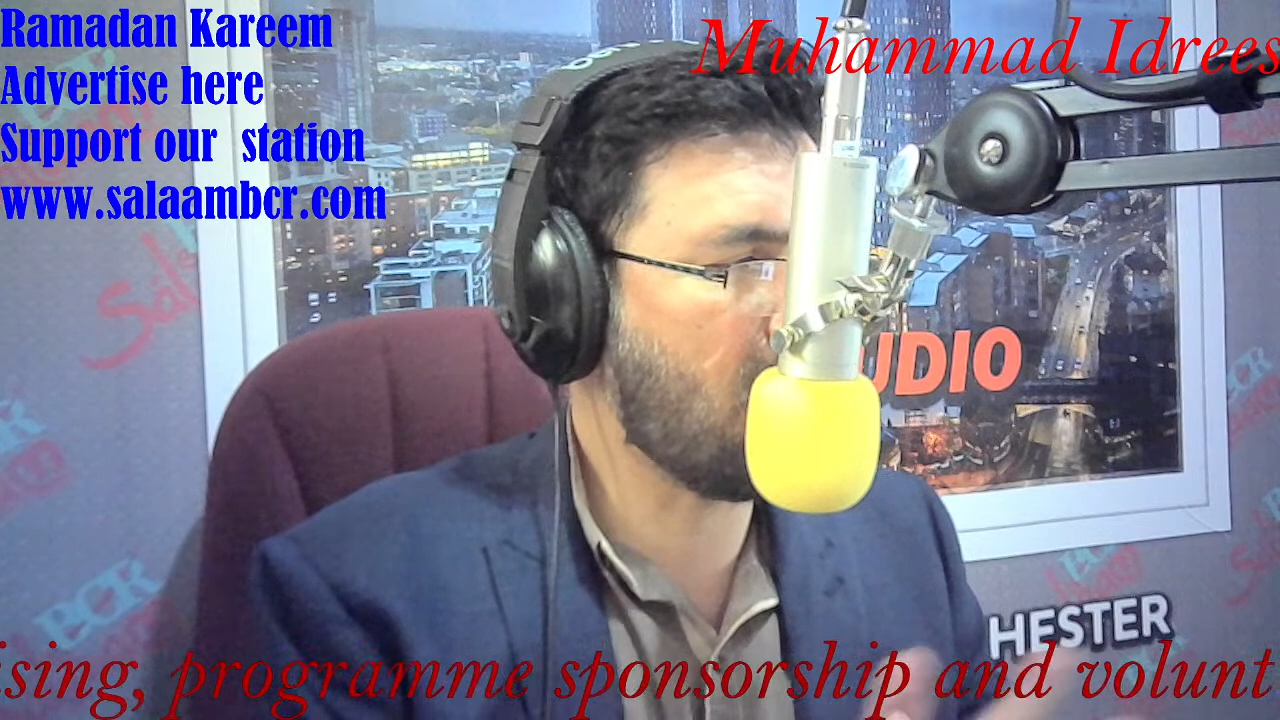 Ramadan Kareem
Advertise here
Support our station
www.salaambcr.com
Muhammad Idrees
UDIO
BCR
HESTER
ising, programme sponsorship and volunt